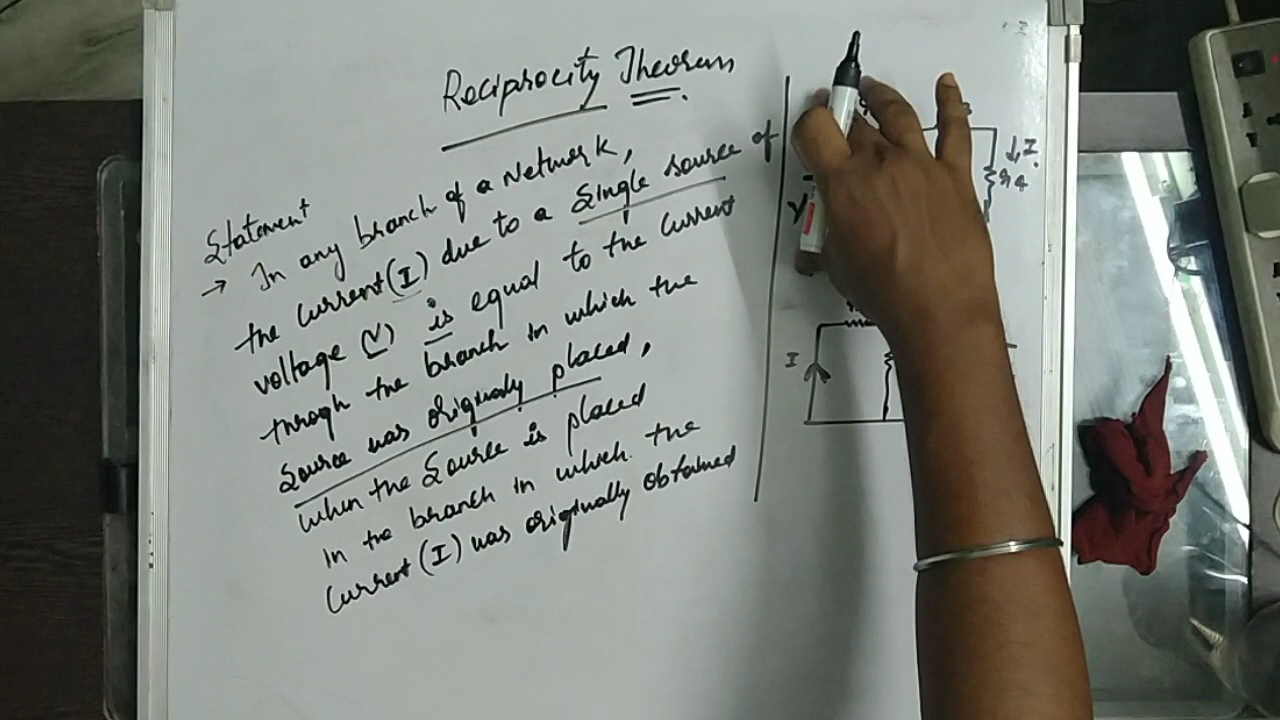 Reciprocity Theorem
Statement
→ In any branch of a Network,
the current (I) due to a Single source of
voltage (V) is equal to the current
through the branch in which the
Source was originaly placed,
when the Source is placed
in the branch in which the
current (I) was originally obtained
V
I
R4
I